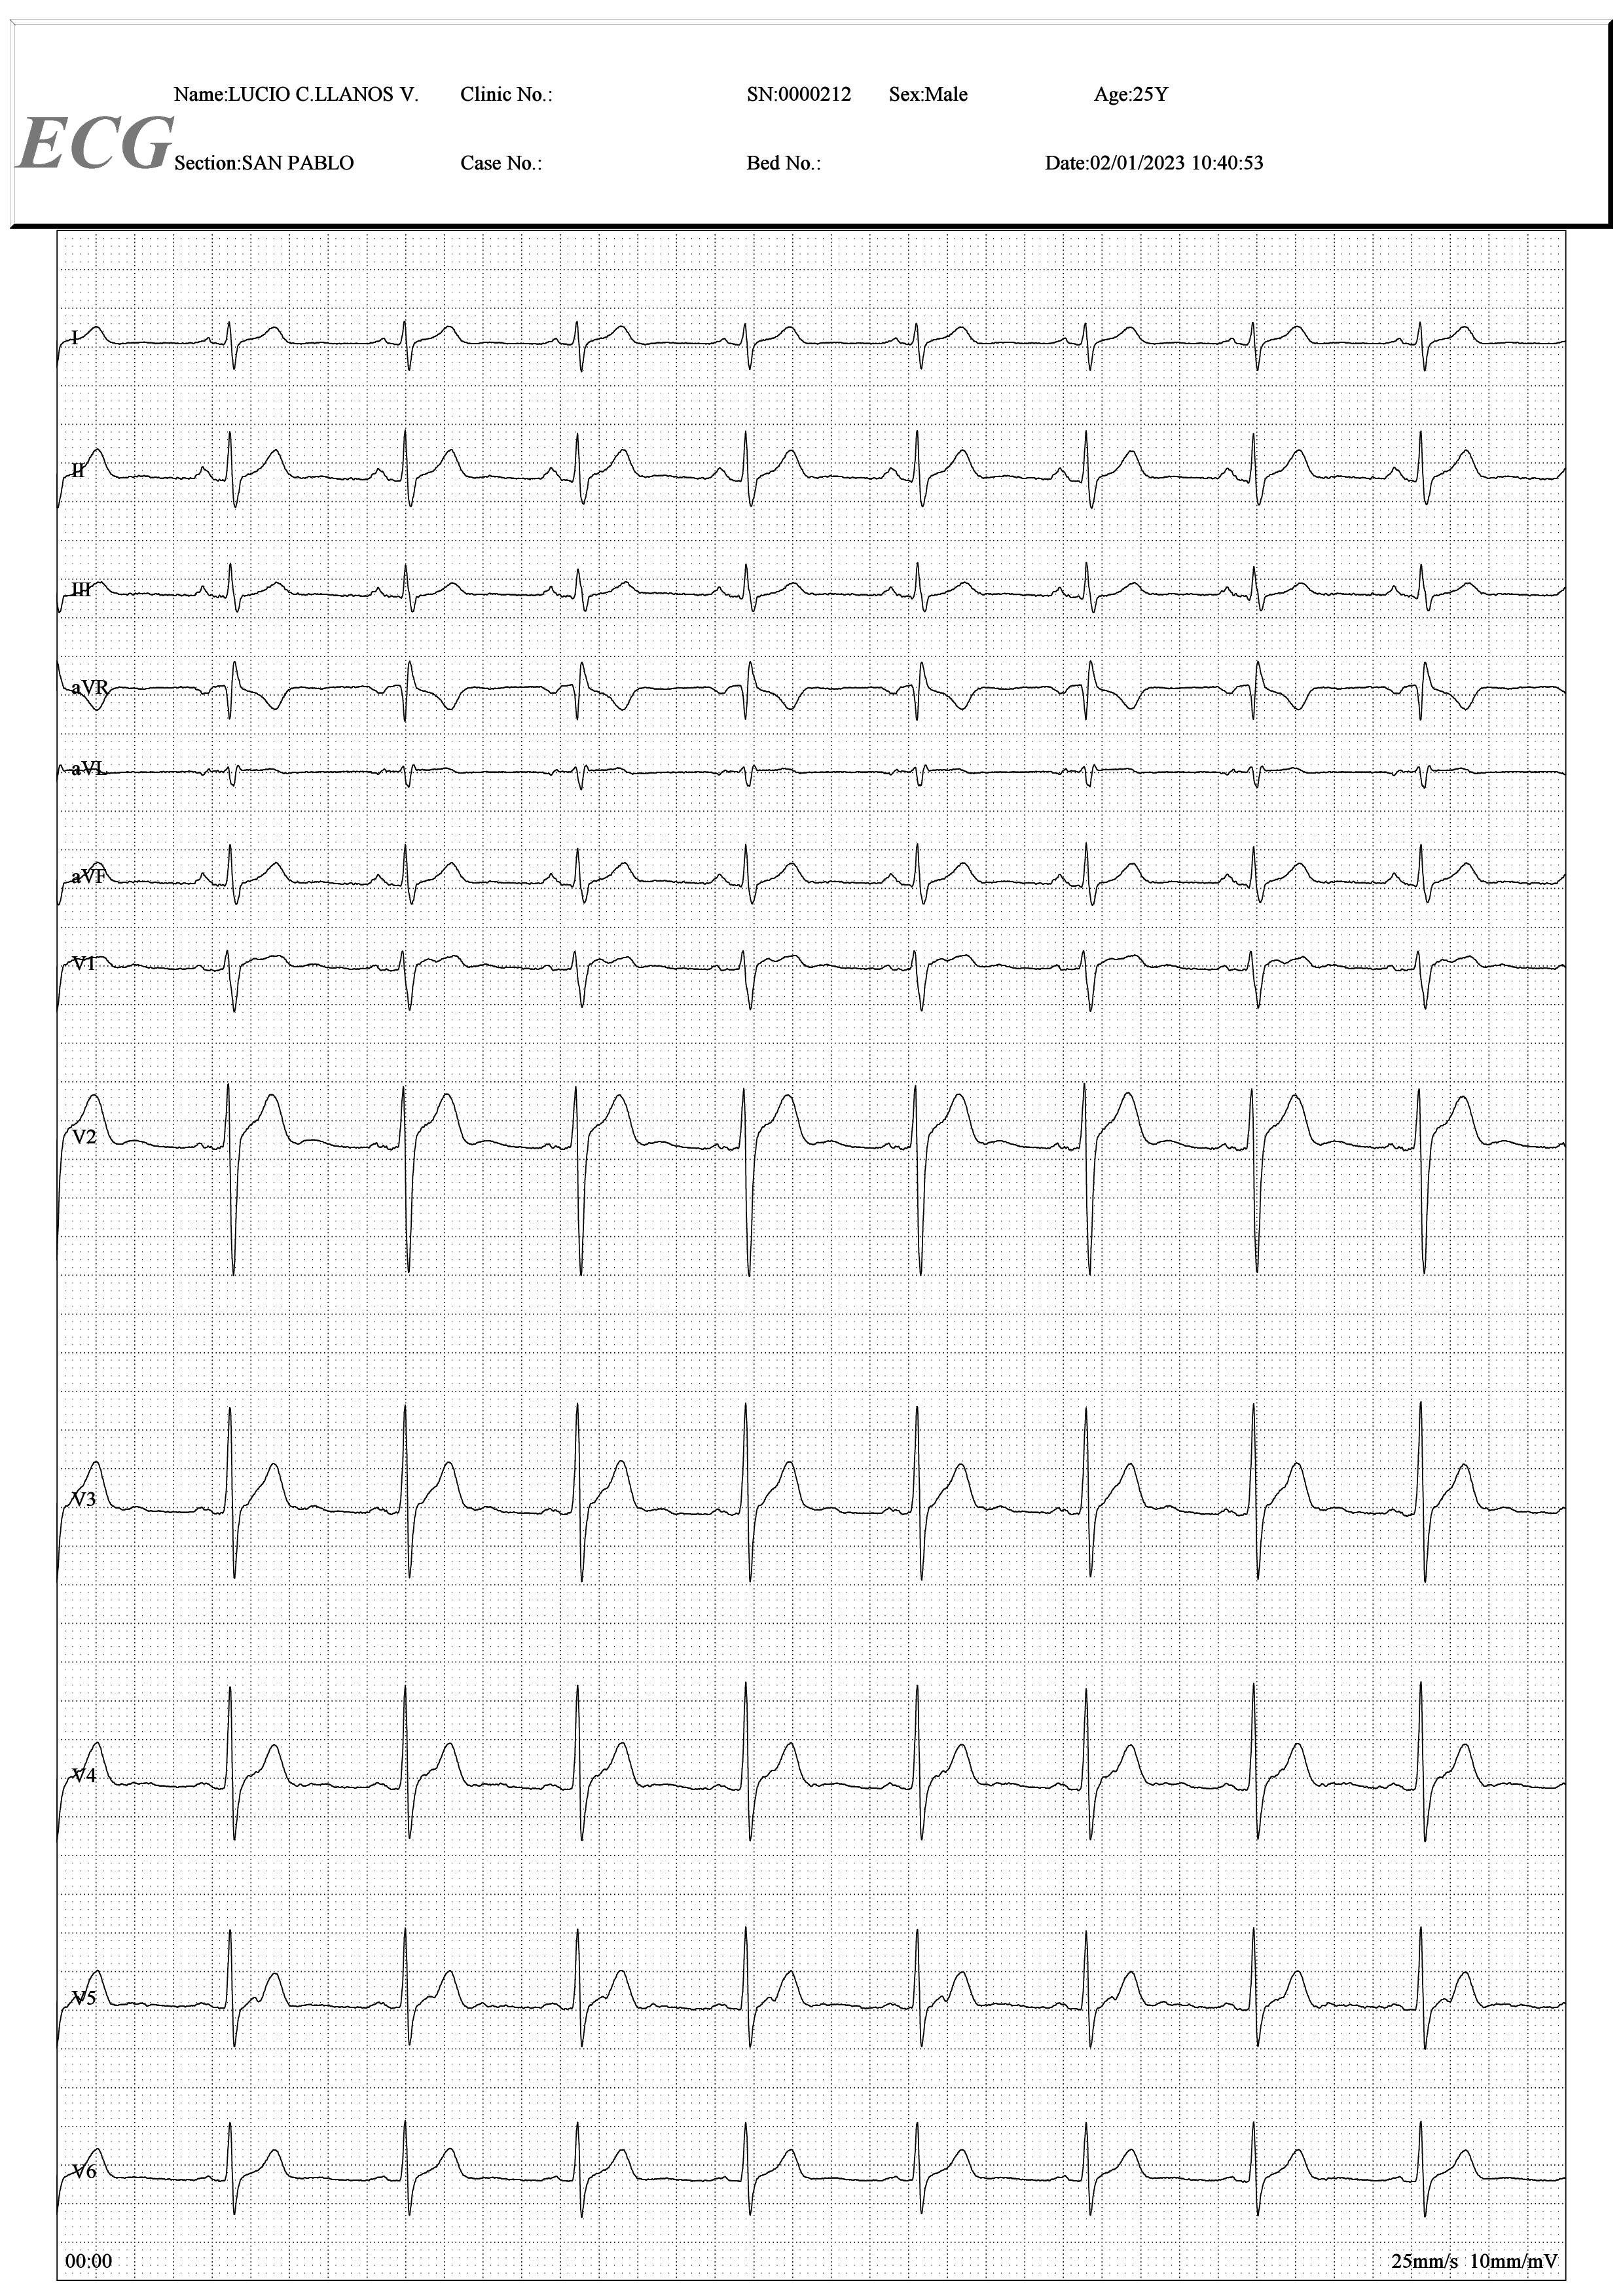 Name:LUCIO C.LLANOS V. Clinic No.: SN:0000212 Sex:Male Age:25Y
ECG
Section:SAN PABLO Case No.: Bed No.: Date:02/01/2023 10:40:53
I
II
III
aVR
aVL
aVF
V1
V2
V3
V4
V5
V6
00:00 25mm/s 10mm/mV